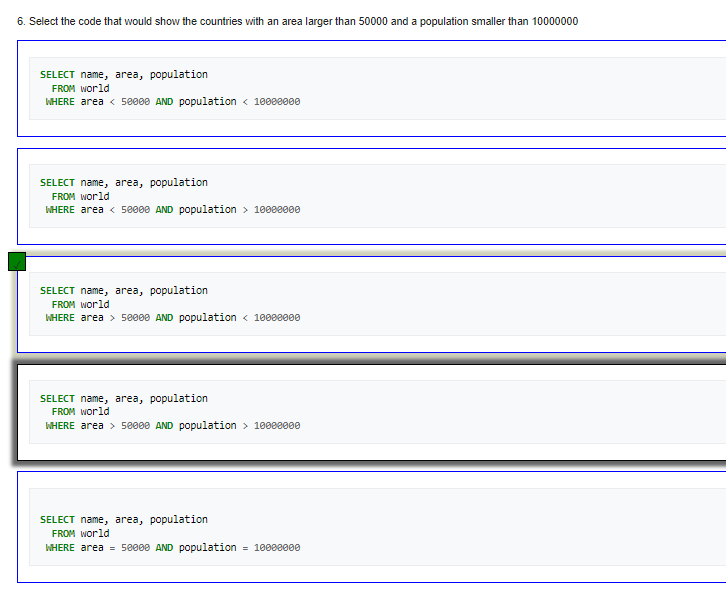 6. Select the code that would show the countries with an area larger than 50000 and a population smaller than 10000000
SELECT name, area, population
FROM world
WHERE area < 50000 AND population < 10000000
SELECT name, area, population
FROM world
WHERE area < 50000 AND population > 10000000
SELECT name, area, population
FROM world
WHERE area > 50000 AND population < 10000000
SELECT name, area, population
FROM world
WHERE area > 50000 AND population > 10000000
SELECT name, area, population
FROM world
WHERE area = 50000 AND population = 10000000